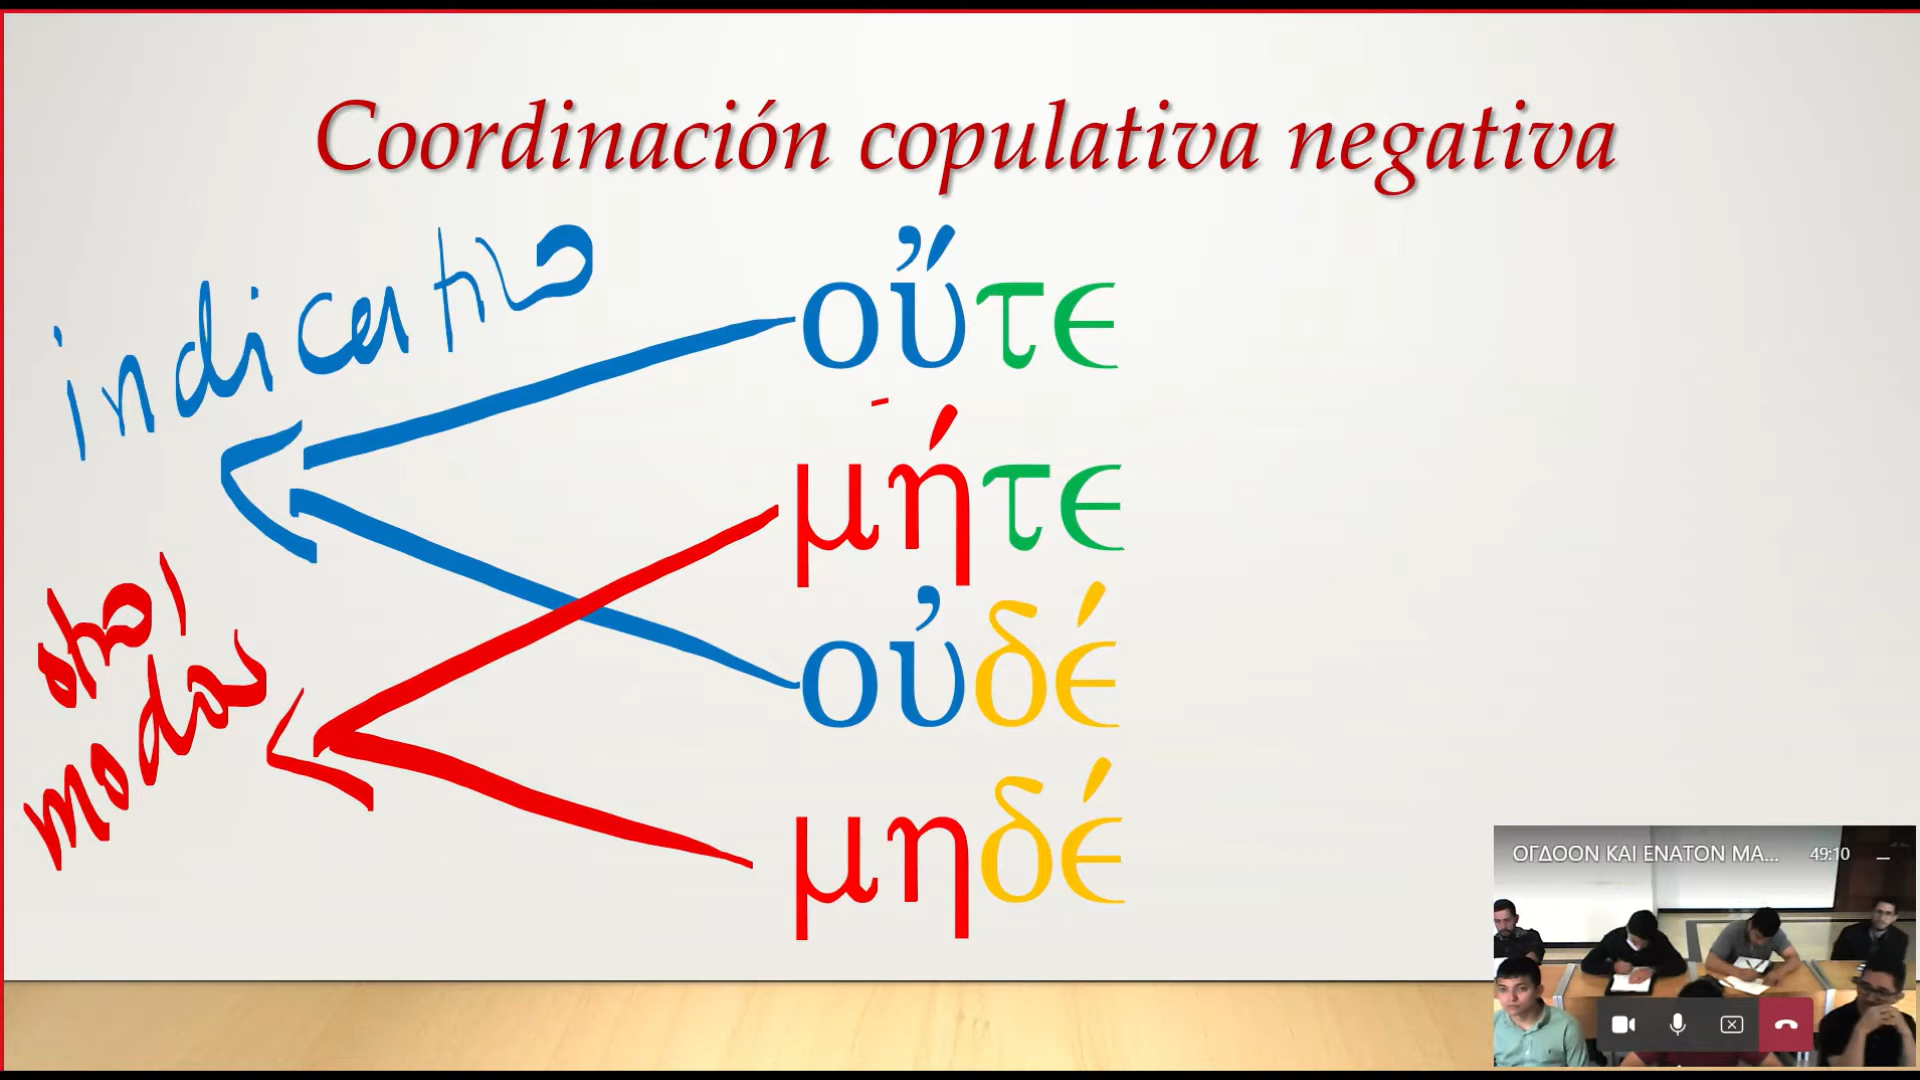 Coordinación copulativa negativa
indicativo
οὔτε
μήτε
otros
modos
οὐδέ
μηδέ
ΟΓΔΟΟΝ ΚΑΙ ΕΝΑΤΟΝ ΜΑ... 49:10